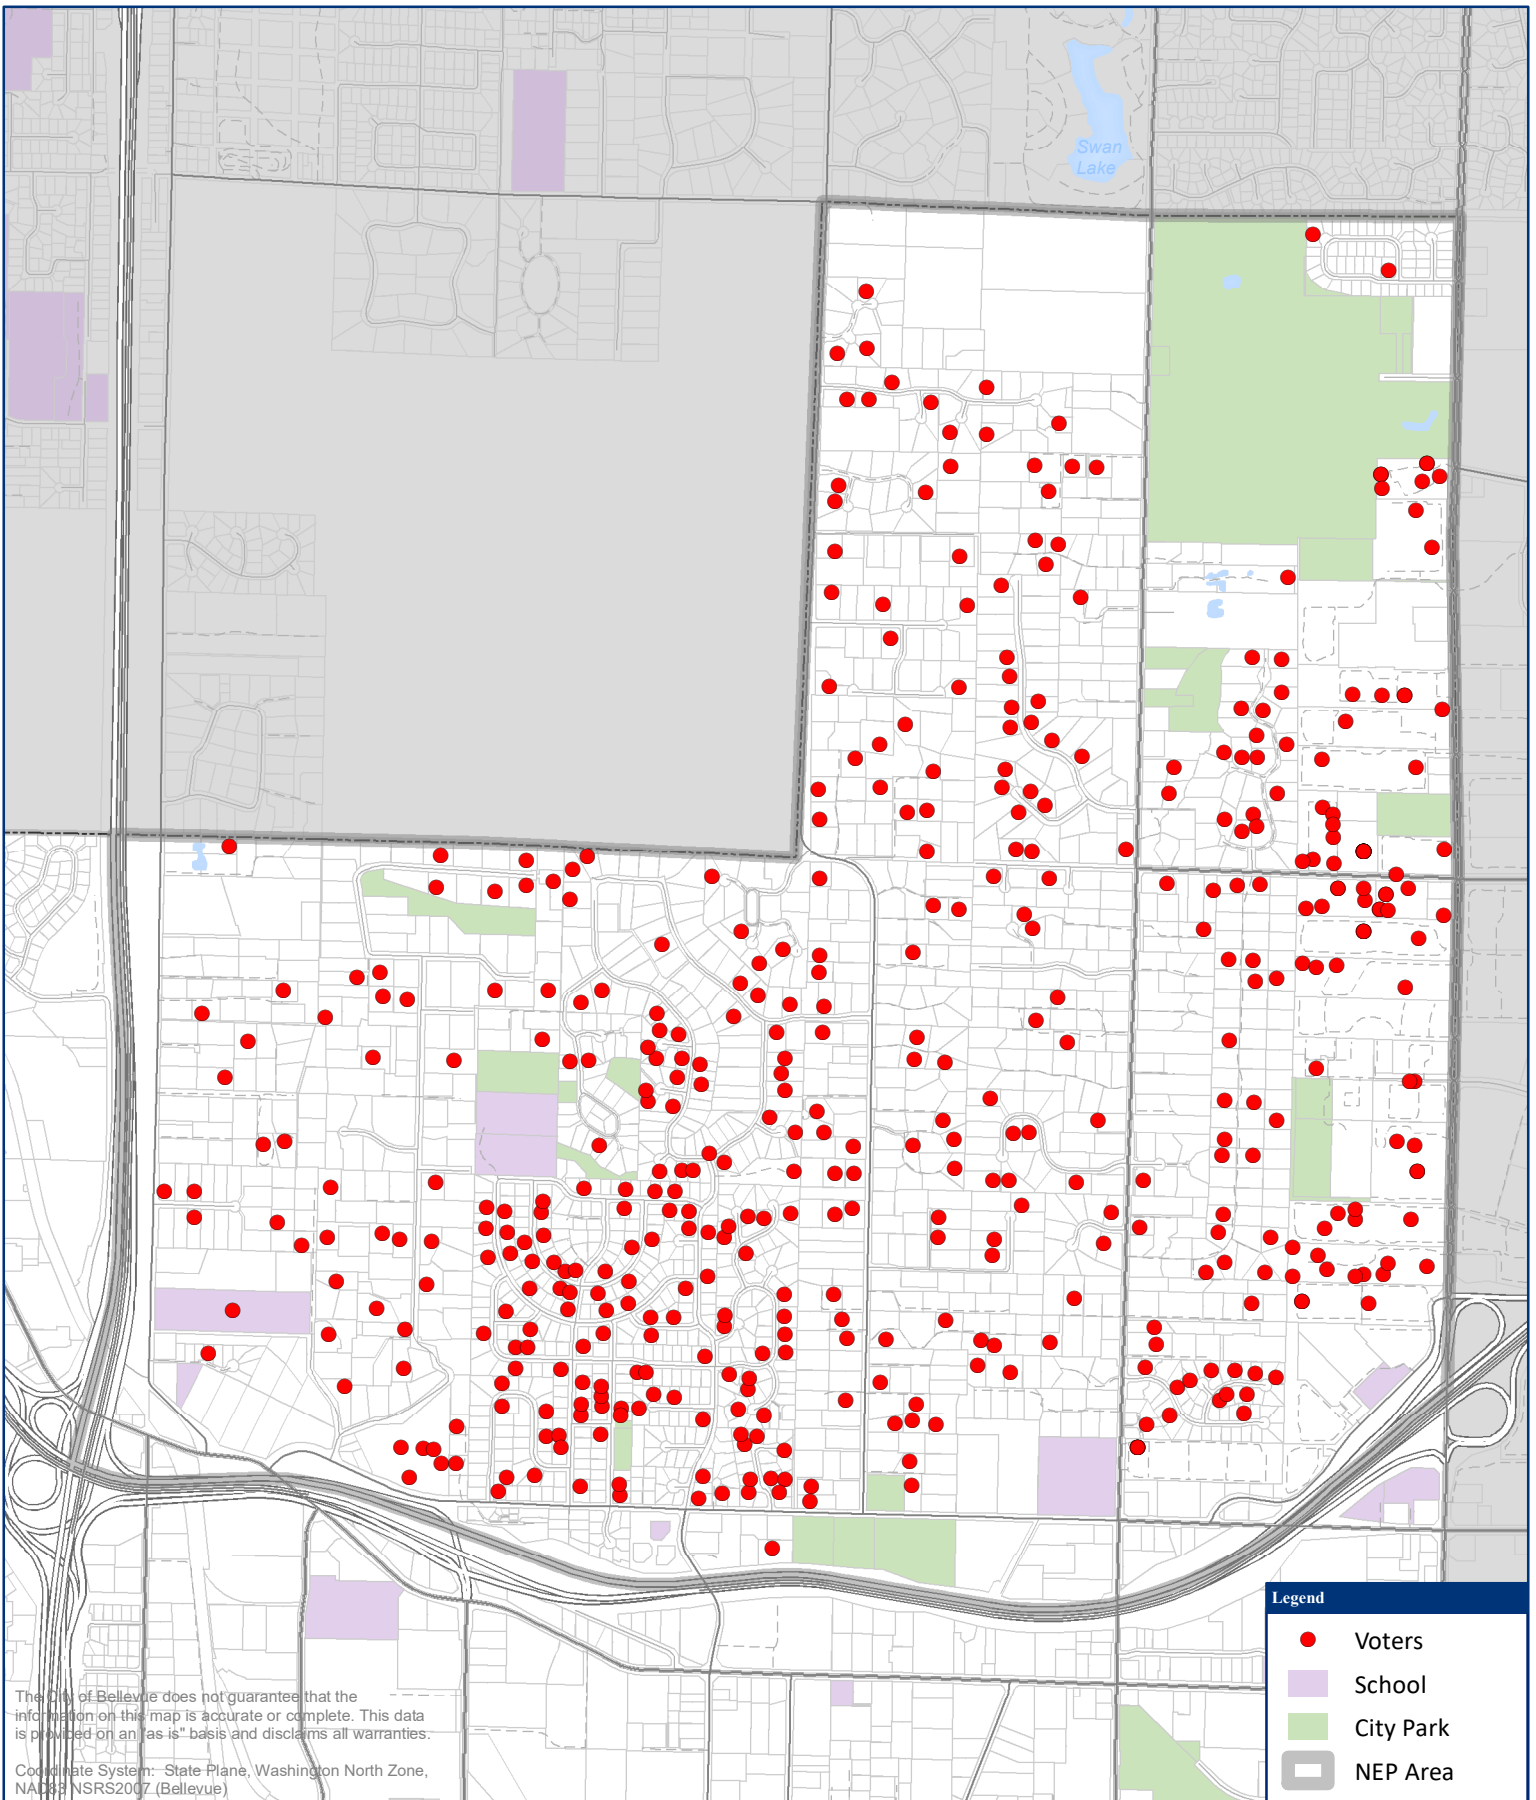 Swan
Lake
Legend
Voters
School
City Park
NEP Area
The City of Bellevue does not guarantee that the
information on this map is accurate or complete. This data
is provided on an "as is" basis and disclaims all warranties.
Coordinate System: State Plane, Washington North Zone,
NAD83 NSRS2007 (Bellevue)